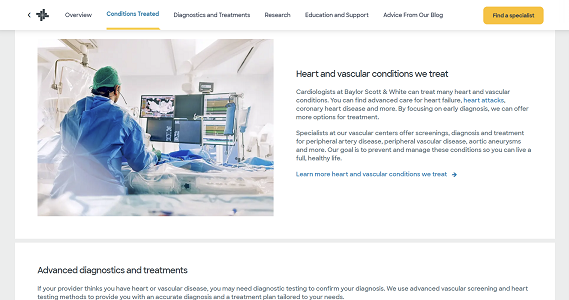 Overview Conditions Treated Diagnostics and Treatments Research Education and Support Advice From Our Blog Find a specialist
Heart and vascular conditions we treat
Cardiologists at Baylor Scott & White can treat many heart and vascular
conditions. You can find advanced care for heart failure, heart attacks,
coronary heart disease and more. By focusing on early diagnosis, we can offer
more options for treatment.
Specialists at our vascular centers offer screenings, diagnosis and treatment
for peripheral artery disease, peripheral vascular disease, aortic aneurysms
and more. Our goal is to prevent and manage these conditions so you can live a
full, healthy life.
Learn more heart and vascular conditions we treat
Advanced diagnostics and treatments
If your provider thinks you have heart or vascular disease, you may need diagnostic testing to confirm your diagnosis. We use advanced vascular screening and heart
testing methods to provide you with an accurate diagnosis and a treatment plan tailored to your needs.